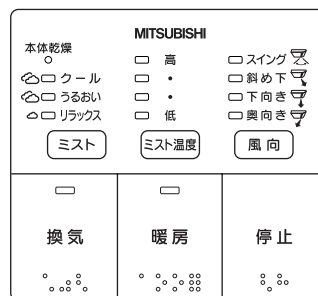 MITSUBISHI
本体乾燥
クール 高 スイング
うるおい • 斜め下
リラックス • 下向き
低 奥向き
ミスト ミスト温度 風向
換気 暖房 停止